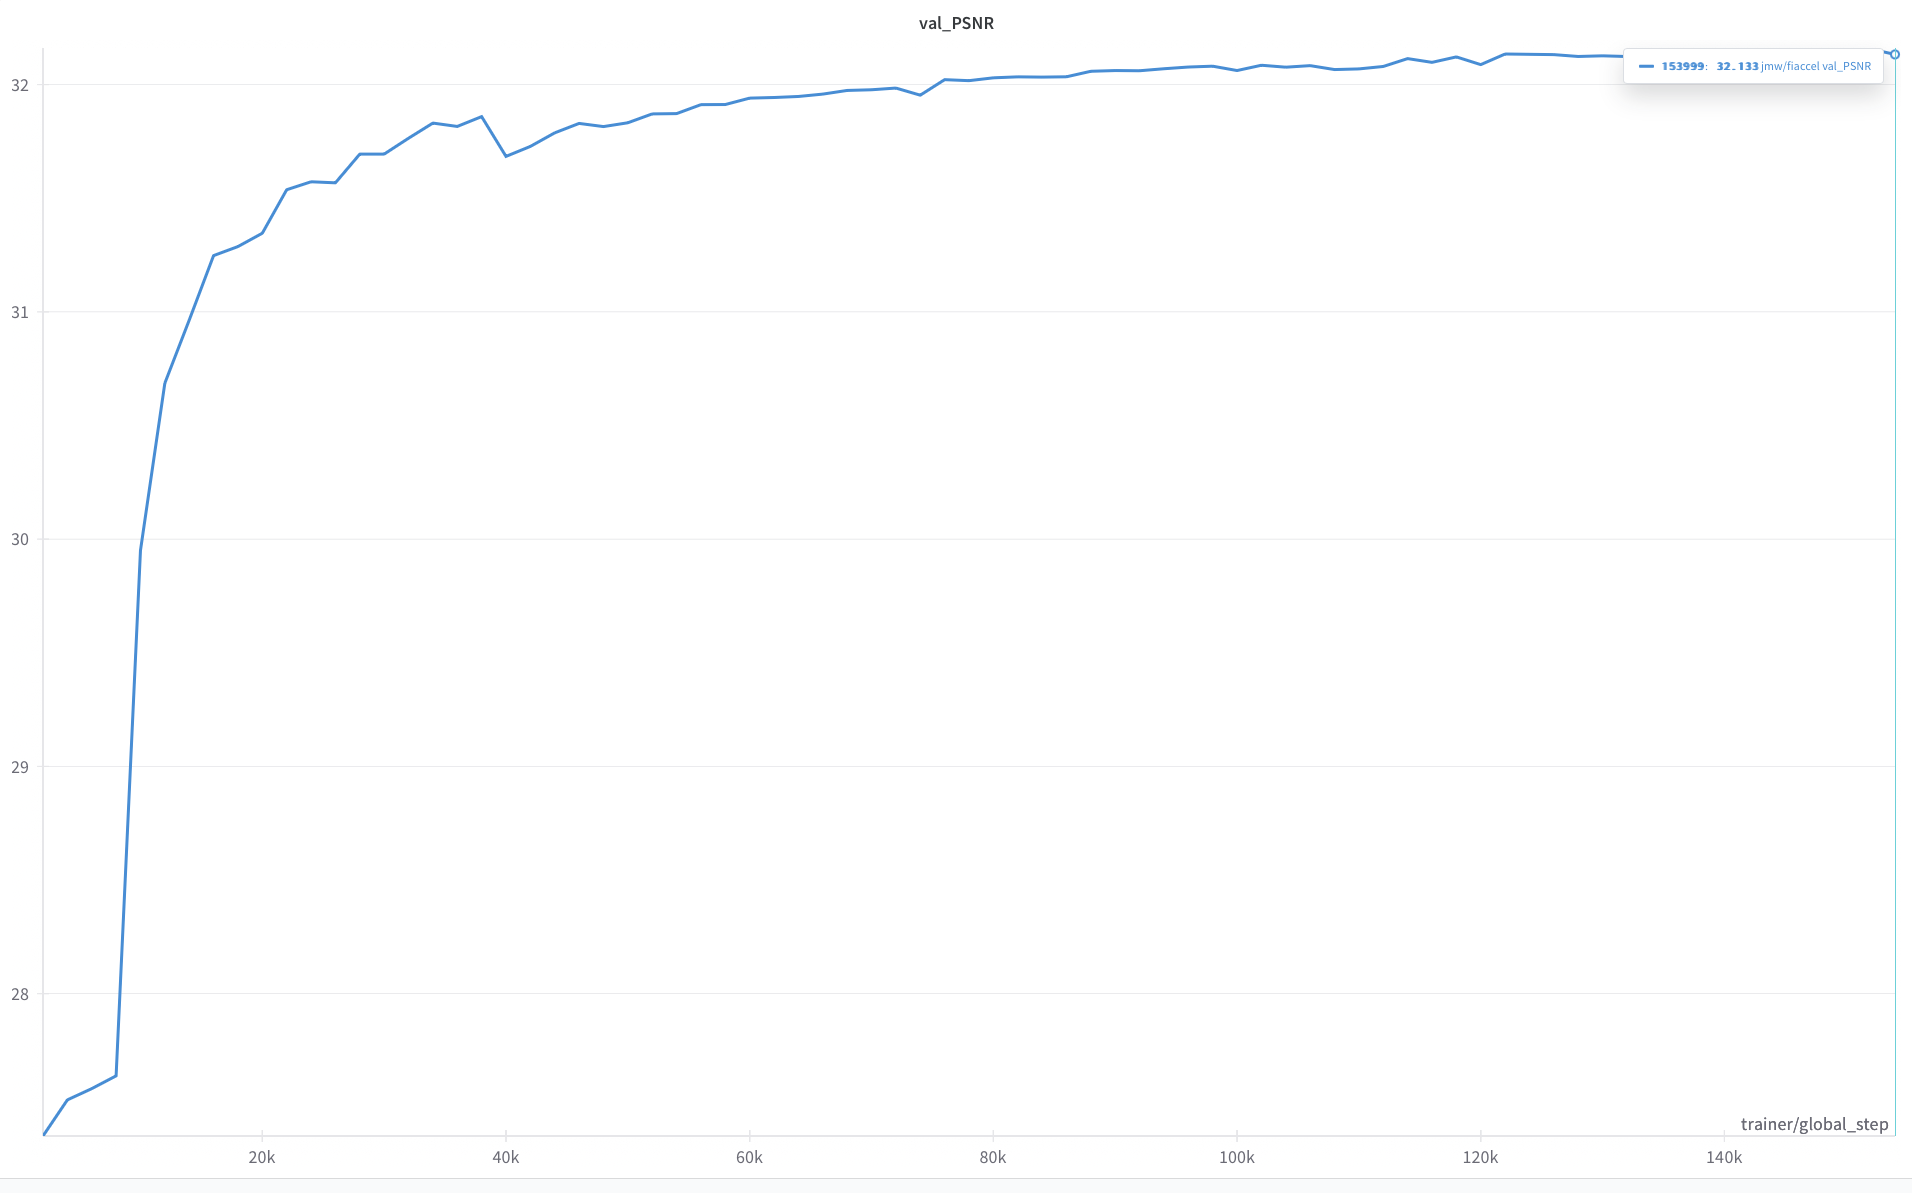 val_PSNR
32
31
30
29
28
153999: 32.133 jmw/fiaccel val_PSNR
trainer/global_step
20k 40k 60k 80k 100k 120k 140k